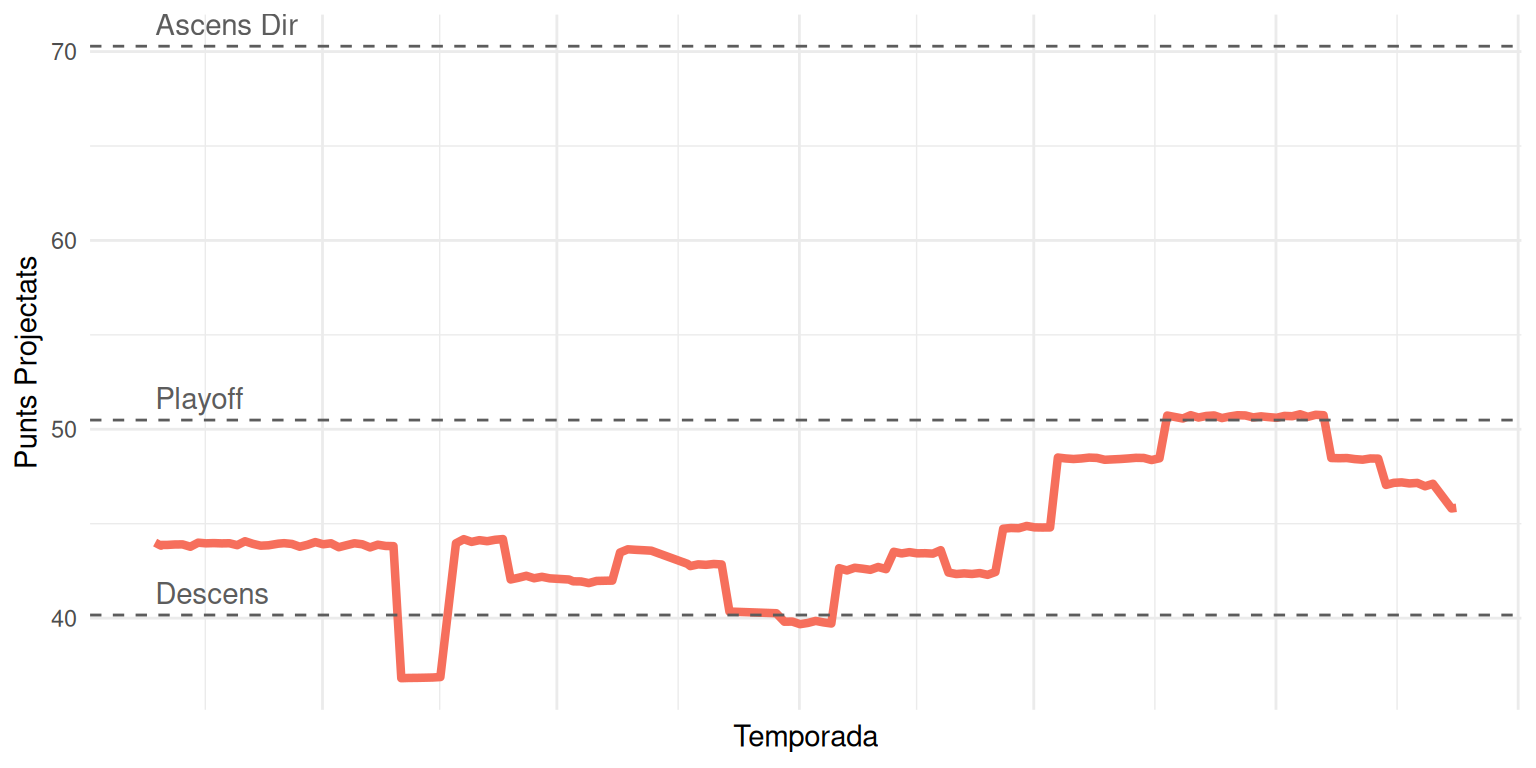 Ascens Dir
70
60
Playoff
50
Descens
40
Punts Projectats
Temporada